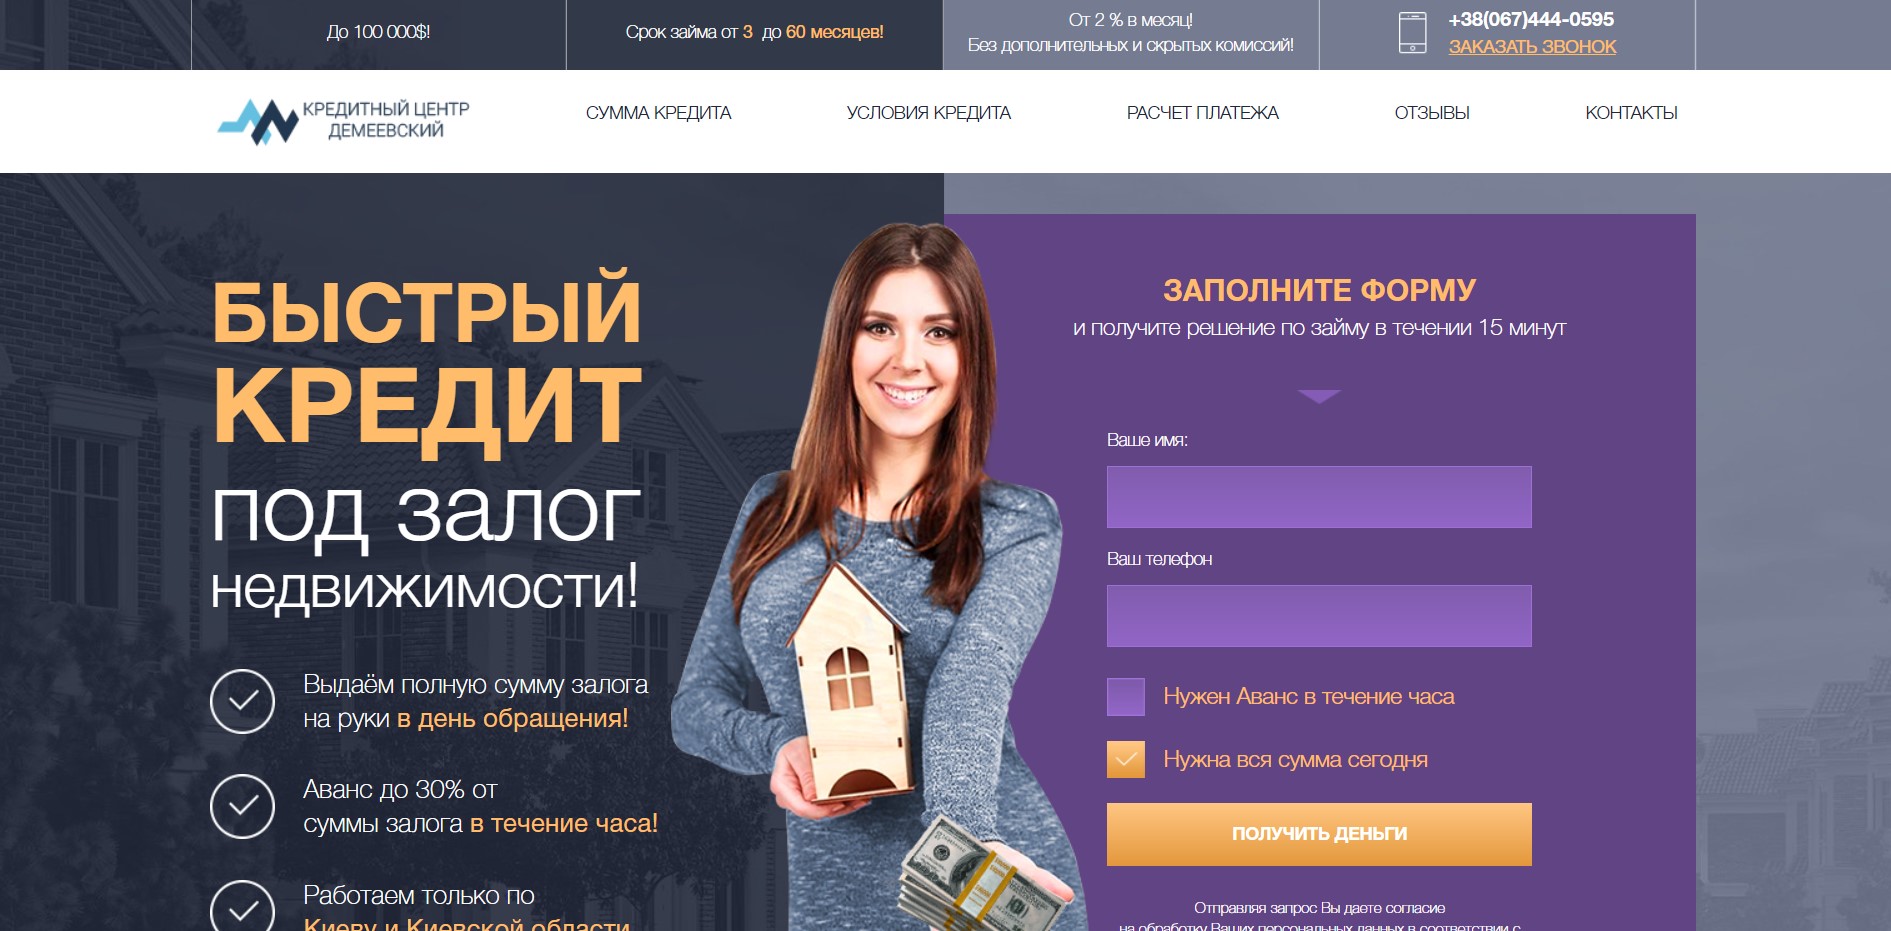 До 100 000$!
Срок займа от 3 до 60 месяцев!
От 2 % в месяц!
Без дополнительных и скрытых комиссий!
+38(067)444-0595
ЗАКАЗАТЬ ЗВОНОК
КРЕДИТНЫЙ ЦЕНТР
ДЕМЕЕВСКИЙ
СУММА КРЕДИТА
УСЛОВИЯ КРЕДИТА
РАСЧЕТ ПЛАТЕЖА
ОТЗЫВЫ
КОНТАКТЫ
БЫСТРЫЙ
КРЕДИТ
под залог
недвижимости!
Выдаём полную сумму залога
на руки в день обращения!
Аванс до 30% от
суммы залога в течение часа!
Работаем только по
Киеву и Киевской области
ЗАПОЛНИТЕ ФОРМУ
и получите решение по займу в течении 15 минут
Ваше имя:
Ваш телефон
Нужен Аванс в течение часа
Нужна вся сумма сегодня
ПОЛУЧИТЬ ДЕНЬГИ
Отправляя запрос Вы даете согласие
на обработку Ваших персональных данных в соответствии с